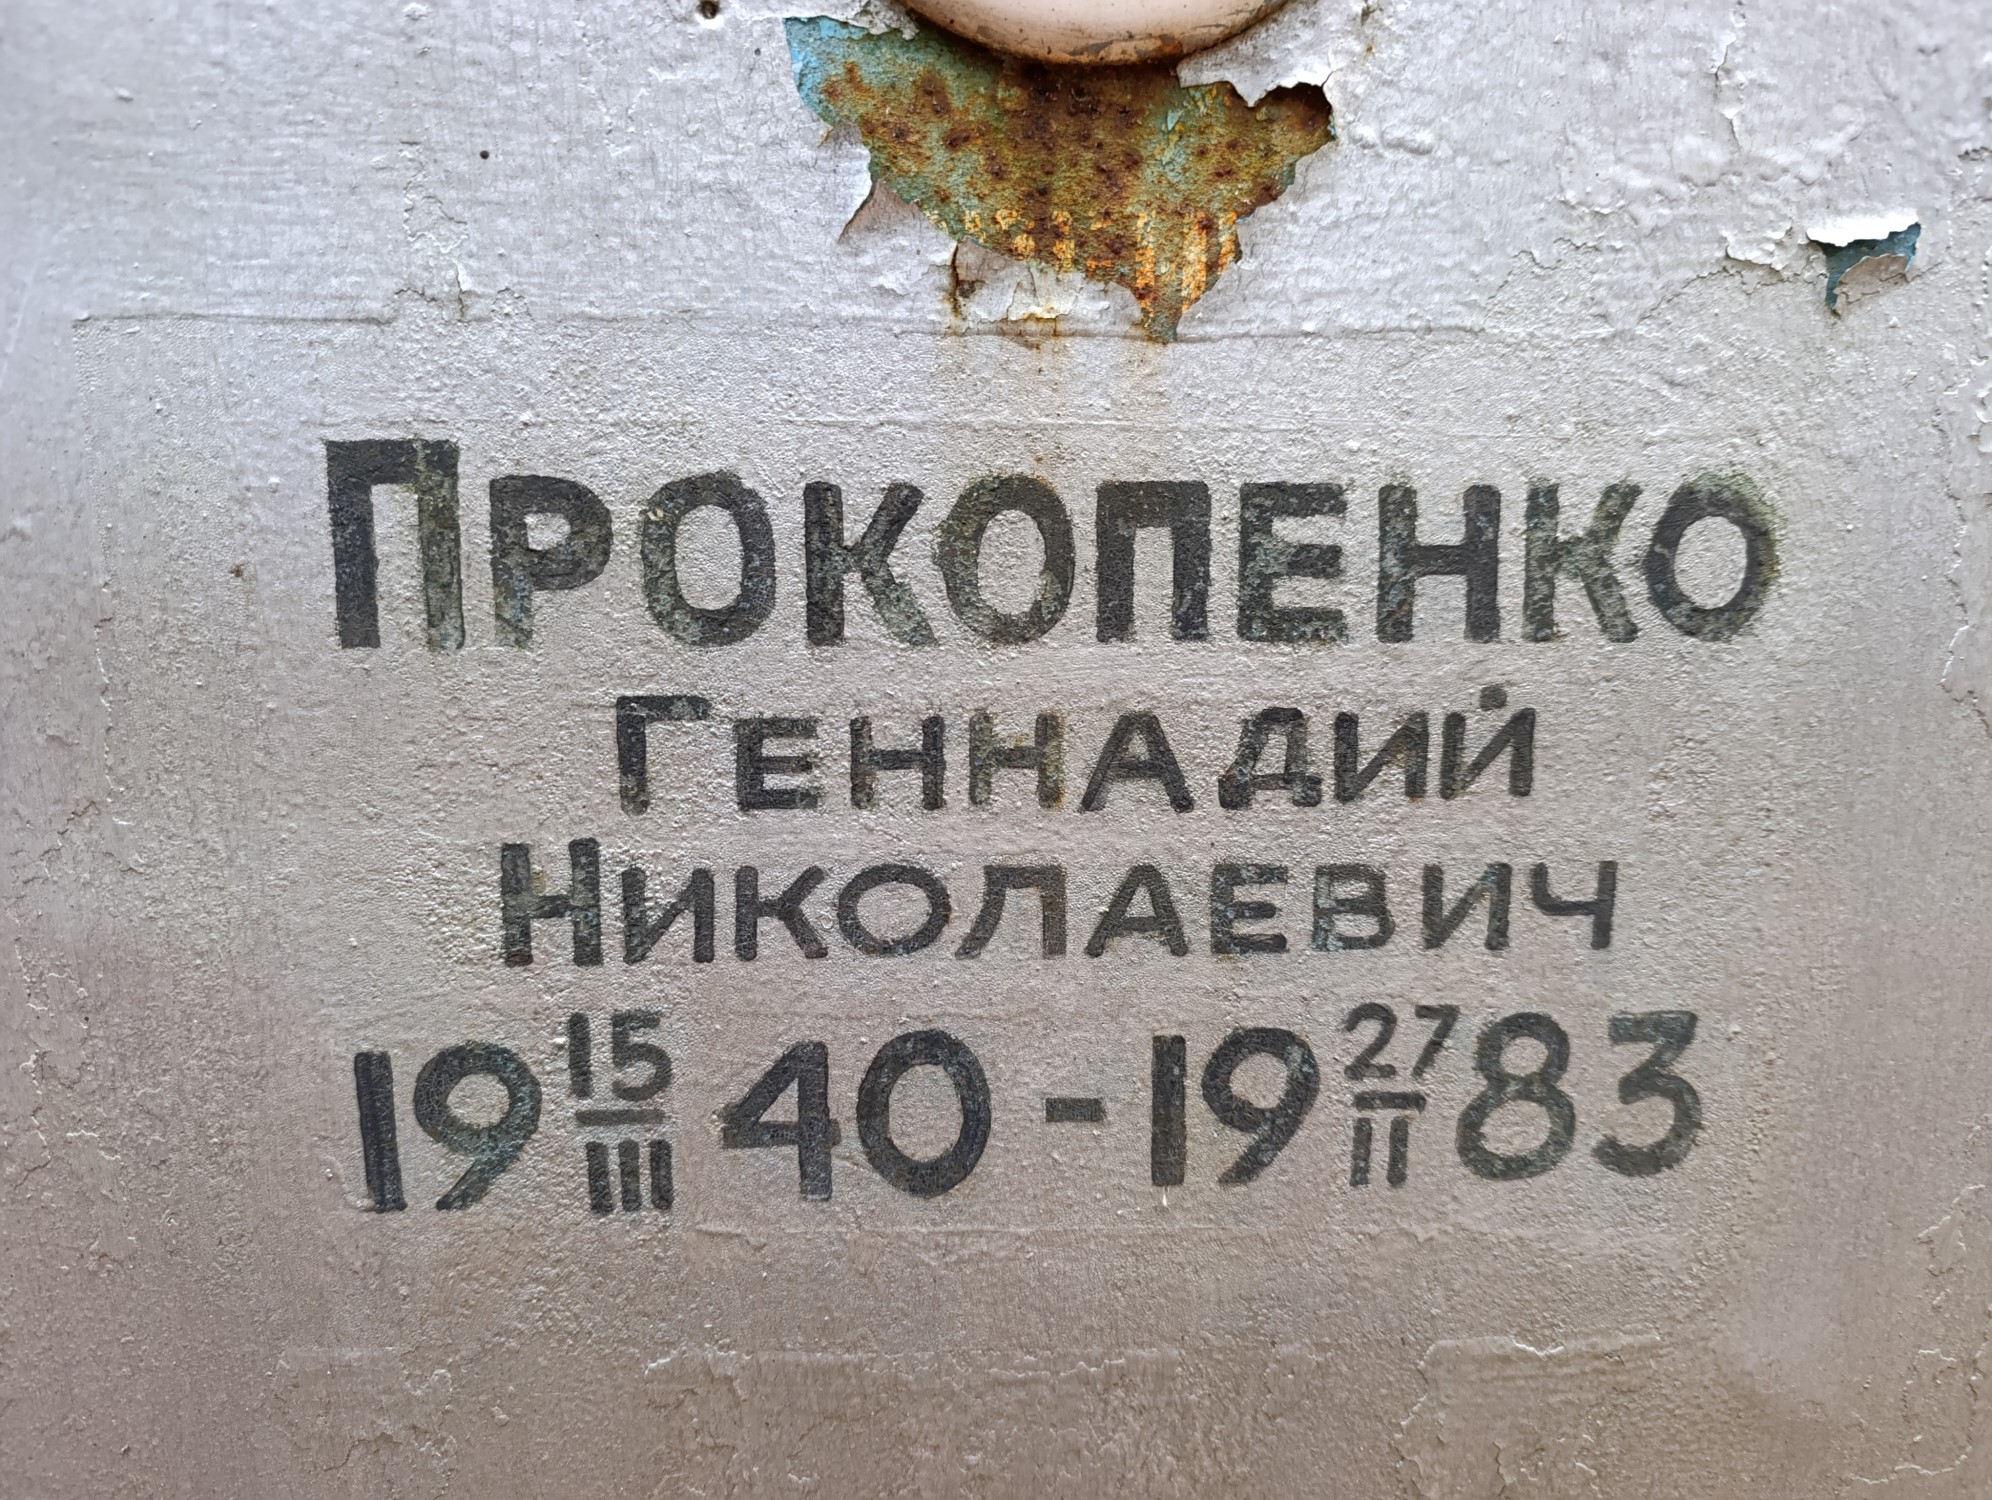 ПРОКОПЕНКО
ГЕННАДИЙ
НИКОЛАЕВИЧ
19 15/III 40 - 19 27/II 83